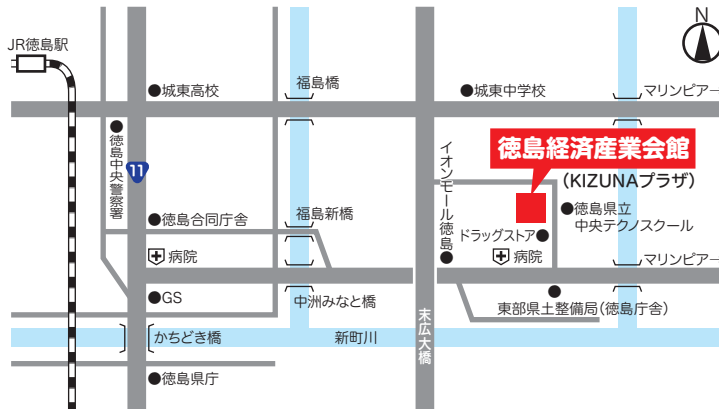 N
JR徳島駅
城東高校
福島橋
城東中学校
マリンピアー
徳島中央警察署
11
イオンモール徳島
徳島経済産業会館
(KIZUNAプラザ)
徳島合同庁舎
福島新橋
徳島県立
中央テクノスクール
ドラッグストア
病院
病院
マリンピアー
GS
中洲みなと橋
東部県土整備局(徳島庁舎)
末広大橋
かちどき橋
新町川
徳島県庁